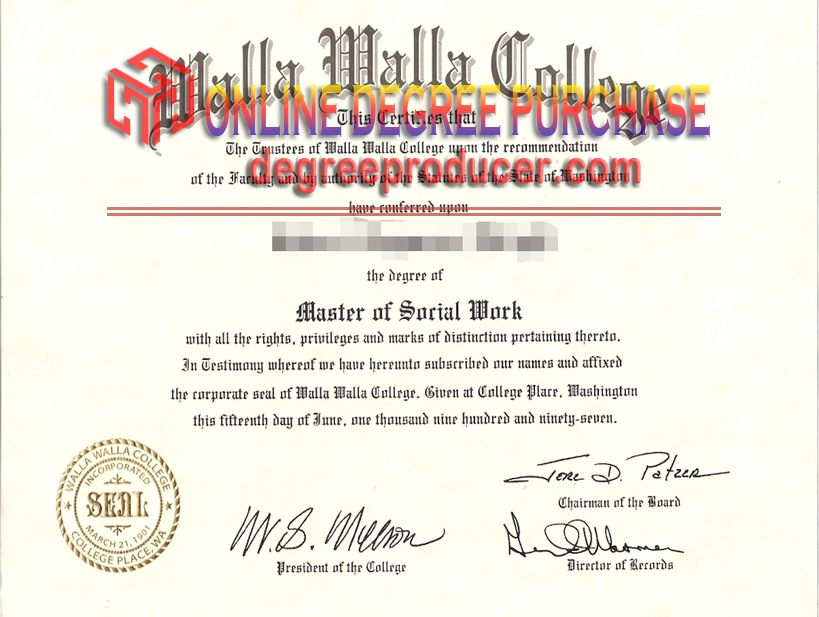 Walla Walla College
ONLINE DEGREE PURCHASE
This Certifies that
The Trustees of Walla Walla College upon the recommendation
degreeproducer.com
of the Faculty and by authority of the Statutes of the State of Washington
have conferred upon
the degree of
Master of Social Work
with all the rights, privileges and marks of distinction pertaining thereto.
In Testimony whereof we have hereunto subscribed our names and affixed
the corporate seal of Walla Walla College. Given at College Place, Washington
this fifteenth day of June, one thousand nine hundred and ninety-seven.
WALLA WALLA COLLEGE
INCORPORATED
SEAL
MARCH 21, 1901
COLLEGE PLACE, WA
Chairman of the Board
President of the College
Director of Records